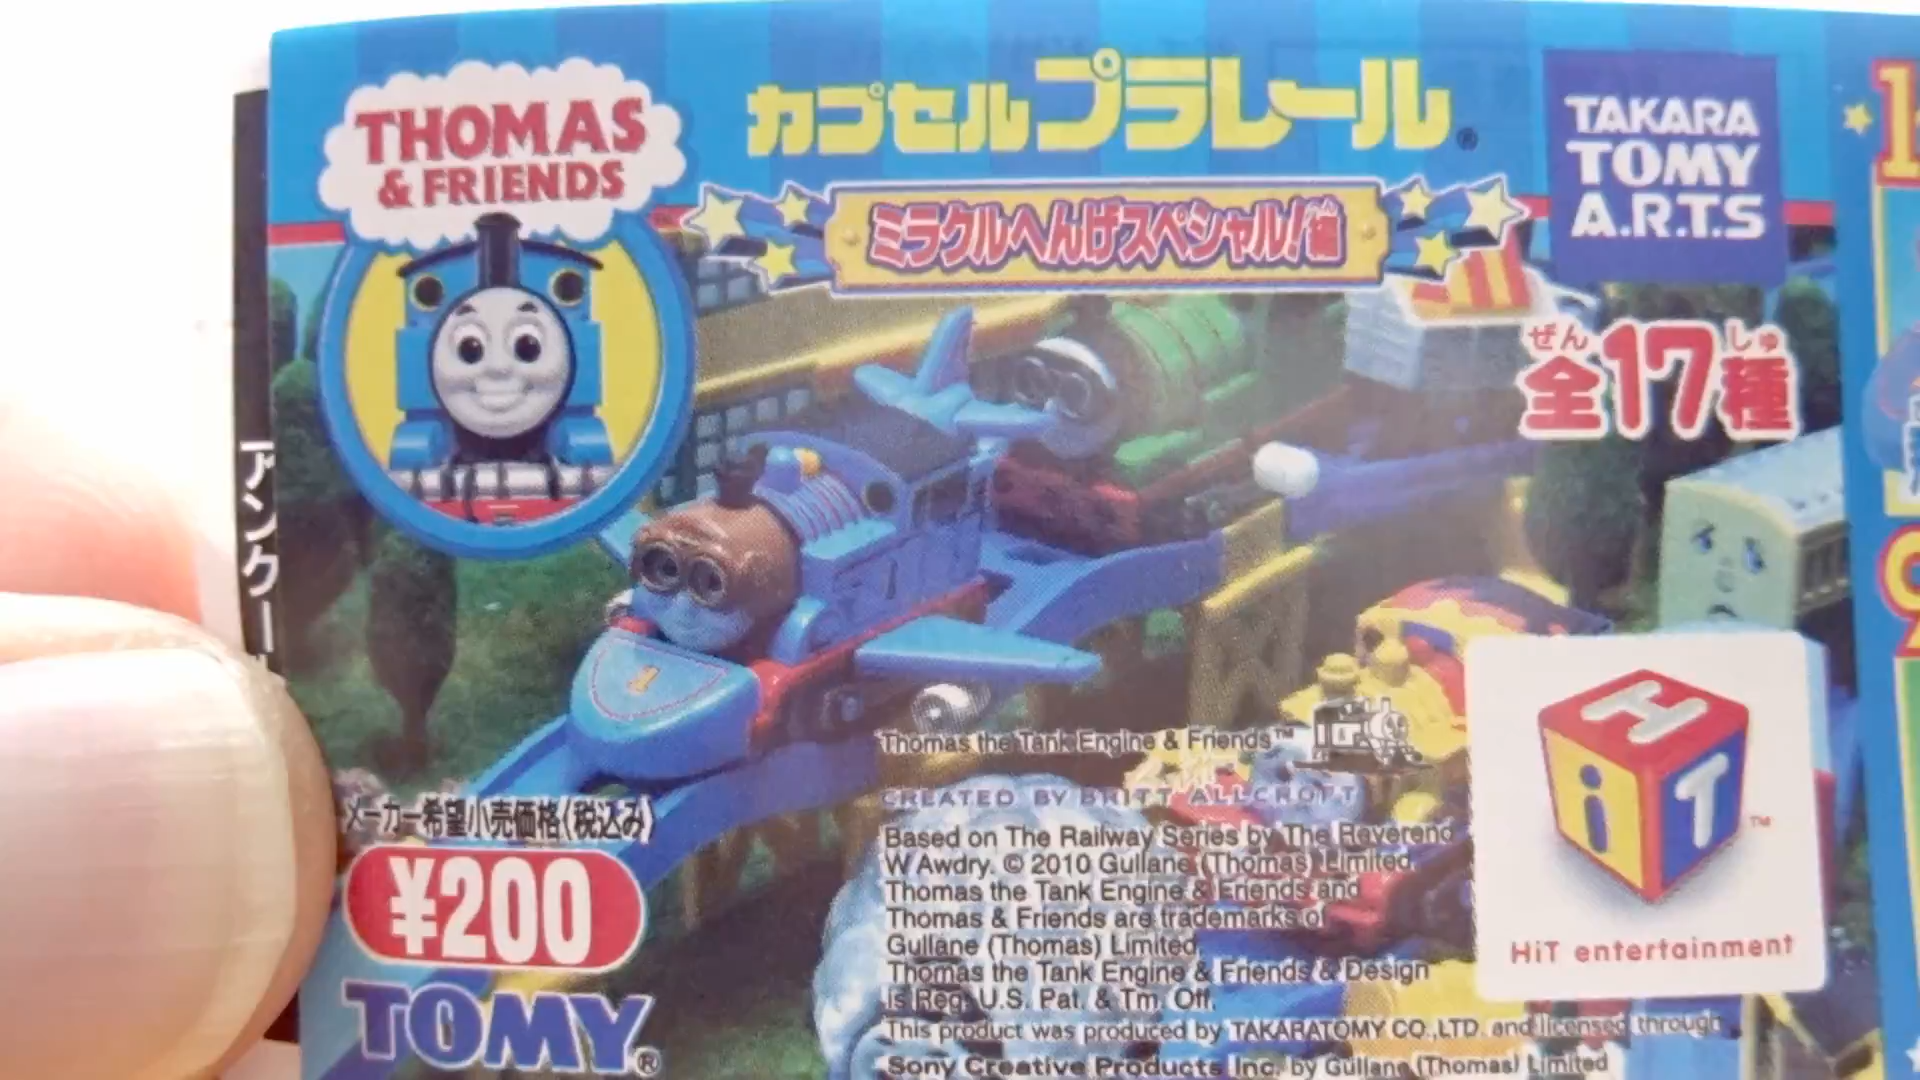 THOMAS
& FRIENDS
カプセルプラレール®
ミラクルへんげスペシャル!編
TAKARA
TOMY
A.R.T.S
ぜん しゅ
全17種
アンクー
1
Thomas the Tank Engine & Friends™
CREATED BY BRITT ALLCROFT
Based on The Railway Series by The Reverend
W Awdry. © 2010 Gullane (Thomas) Limited.
Thomas the Tank Engine & Friends and
Thomas & Friends are trademarks of
Gullane (Thomas) Limited.
Thomas the Tank Engine & Friends & Design
is Reg. U.S. Pat. & Tm. Off.
This product was produced by TAKARATOMY CO.,LTD. and licensed through
Sony Creative Products Inc. by Gullane (Thomas) Limited
メーカー希望小売価格(税込み)
¥200
TOMY®
HiT™
HiT entertainment